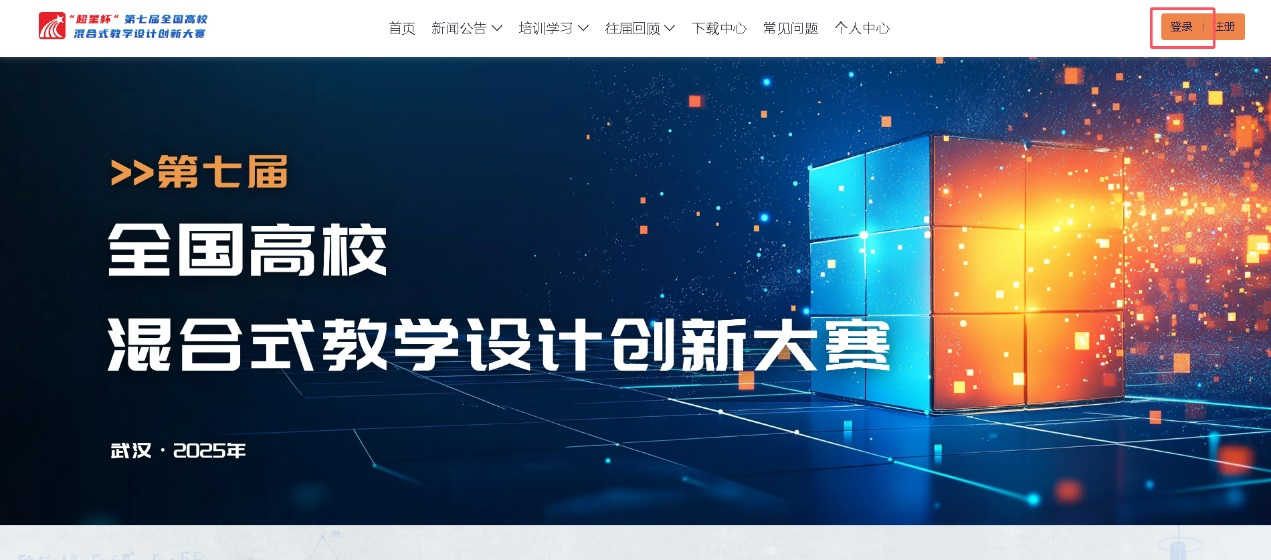 “超星杯”第七届全国高校
混合式教学设计创新大赛
首页 新闻公告 培训学习 往届回顾 下载中心 常见问题 个人中心
登录 | 注册
>>第七届
全国高校
混合式教学设计创新大赛
武汉·2025年